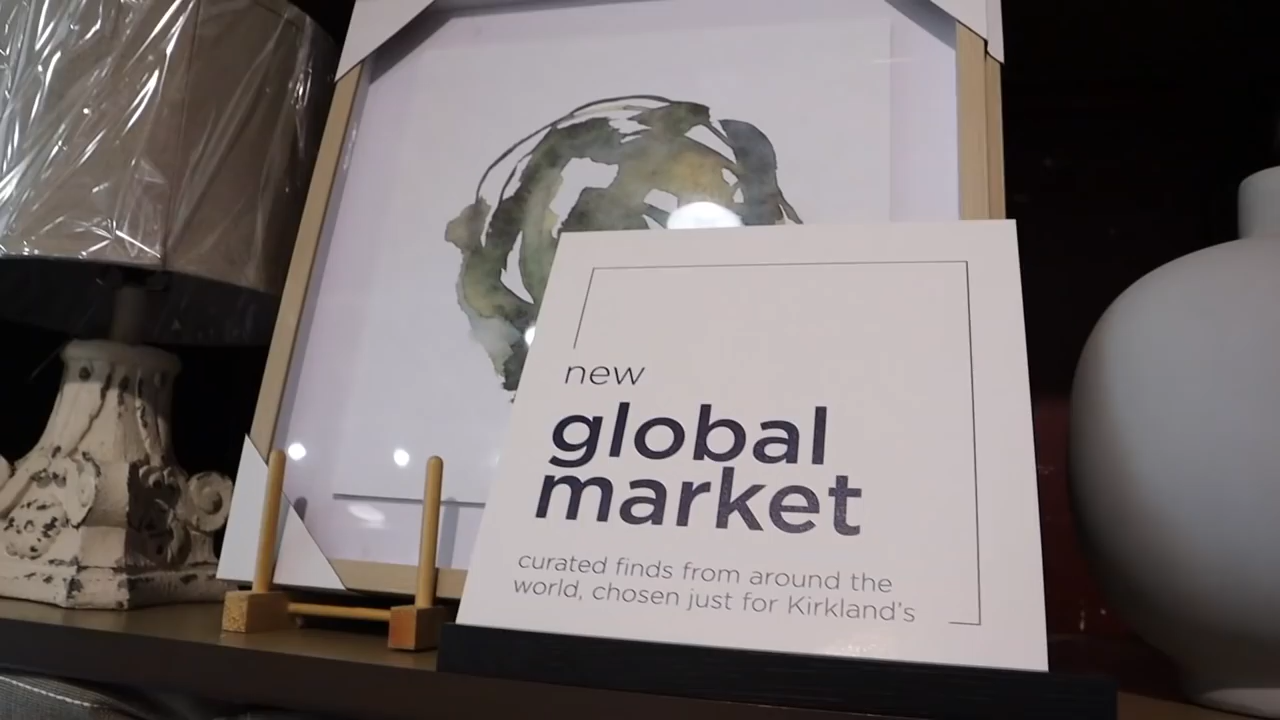 new
global
market
curated finds from around the
world, chosen just for Kirkland's